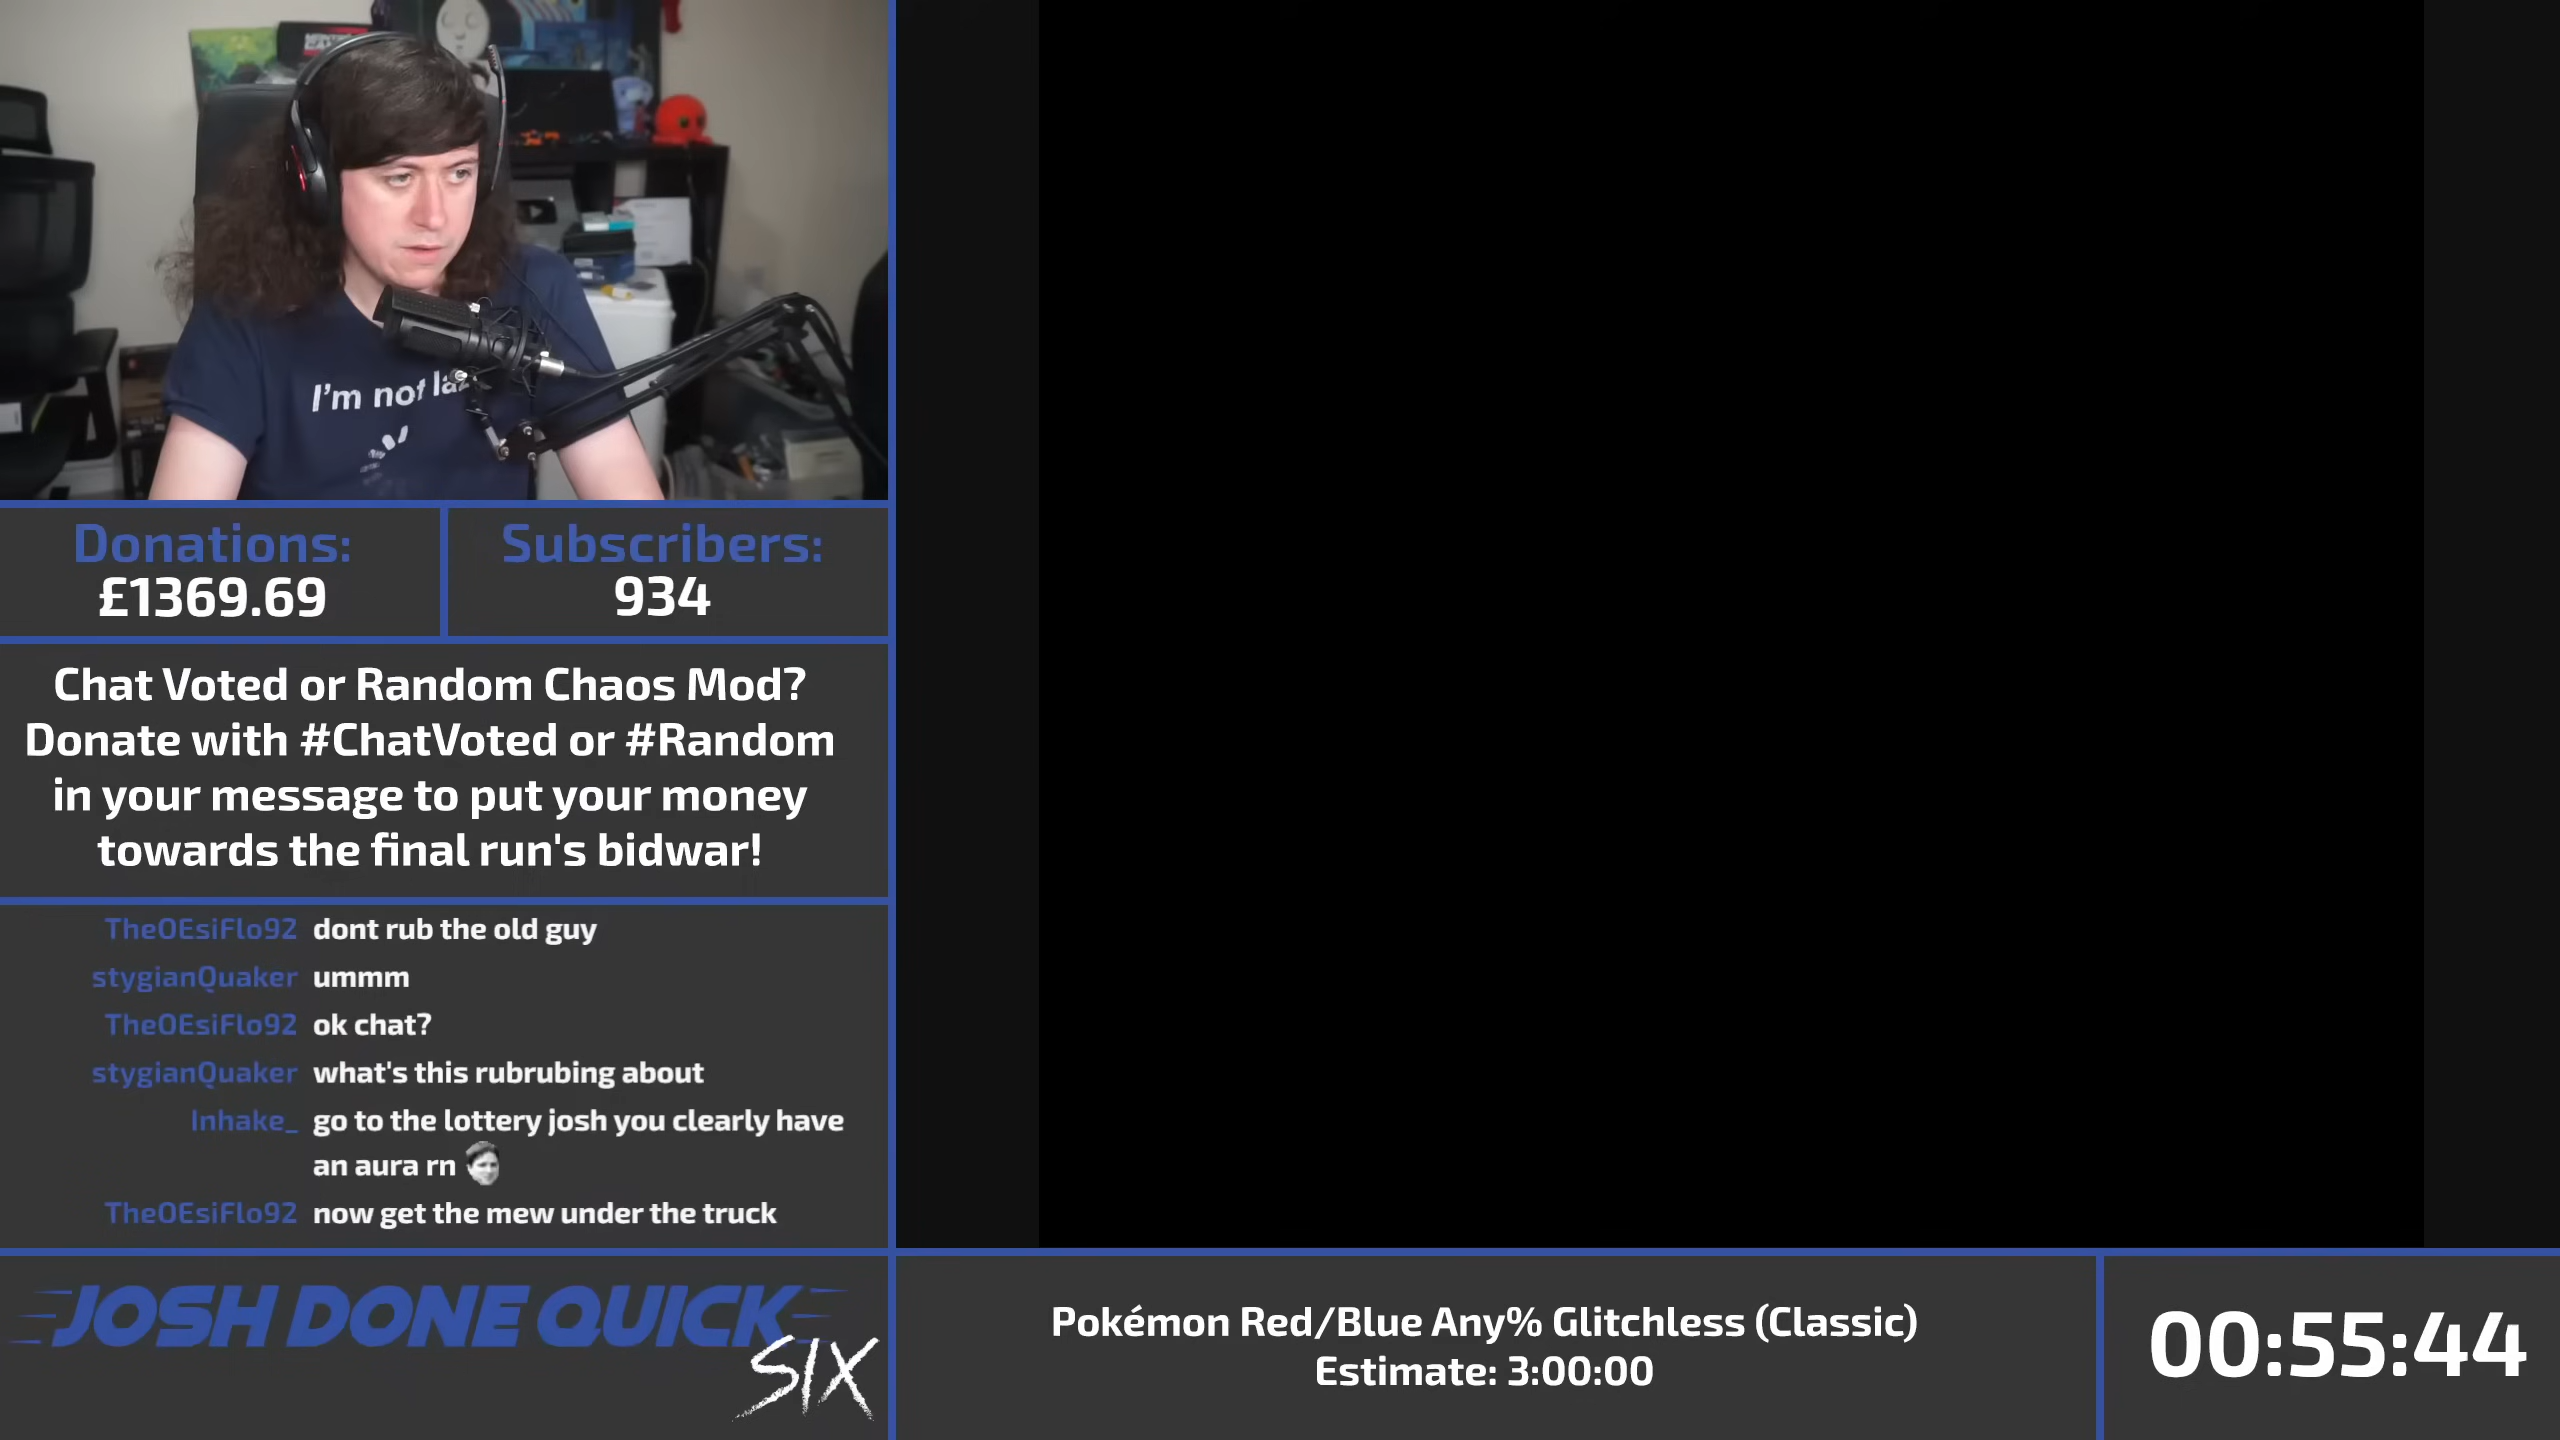 I'm not la
Donations:
£1369.69
Subscribers:
934
Chat Voted or Random Chaos Mod?
Donate with #ChatVoted or #Random
in your message to put your money
towards the final run's bidwar!
TheOEsiFlo92 dont rub the old guy
stygianQuaker ummm
TheOEsiFlo92 ok chat?
stygianQuaker what's this rubrubing about
Inhake_ go to the lottery josh you clearly have
an aura rn
TheOEsiFlo92 now get the mew under the truck
JOSH DONE QUICK
SIX
Pokémon Red/Blue Any% Glitchless (Classic)
Estimate: 3:00:00
00:55:44